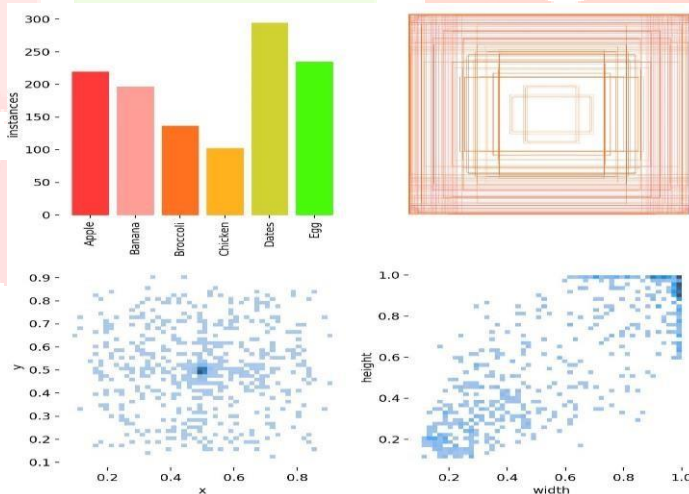 300
250
200
150
100
50
0
instances
Apple
Banana
Broccoli
Chicken
Dates
Egg
0.9
0.8
0.7
0.6
0.5
0.4
0.3
0.2
0.1
y
0.2 0.4 0.6 0.8
x
1.0
0.8
0.6
0.4
0.2
height
0.2 0.4 0.6 0.8 1.0
width